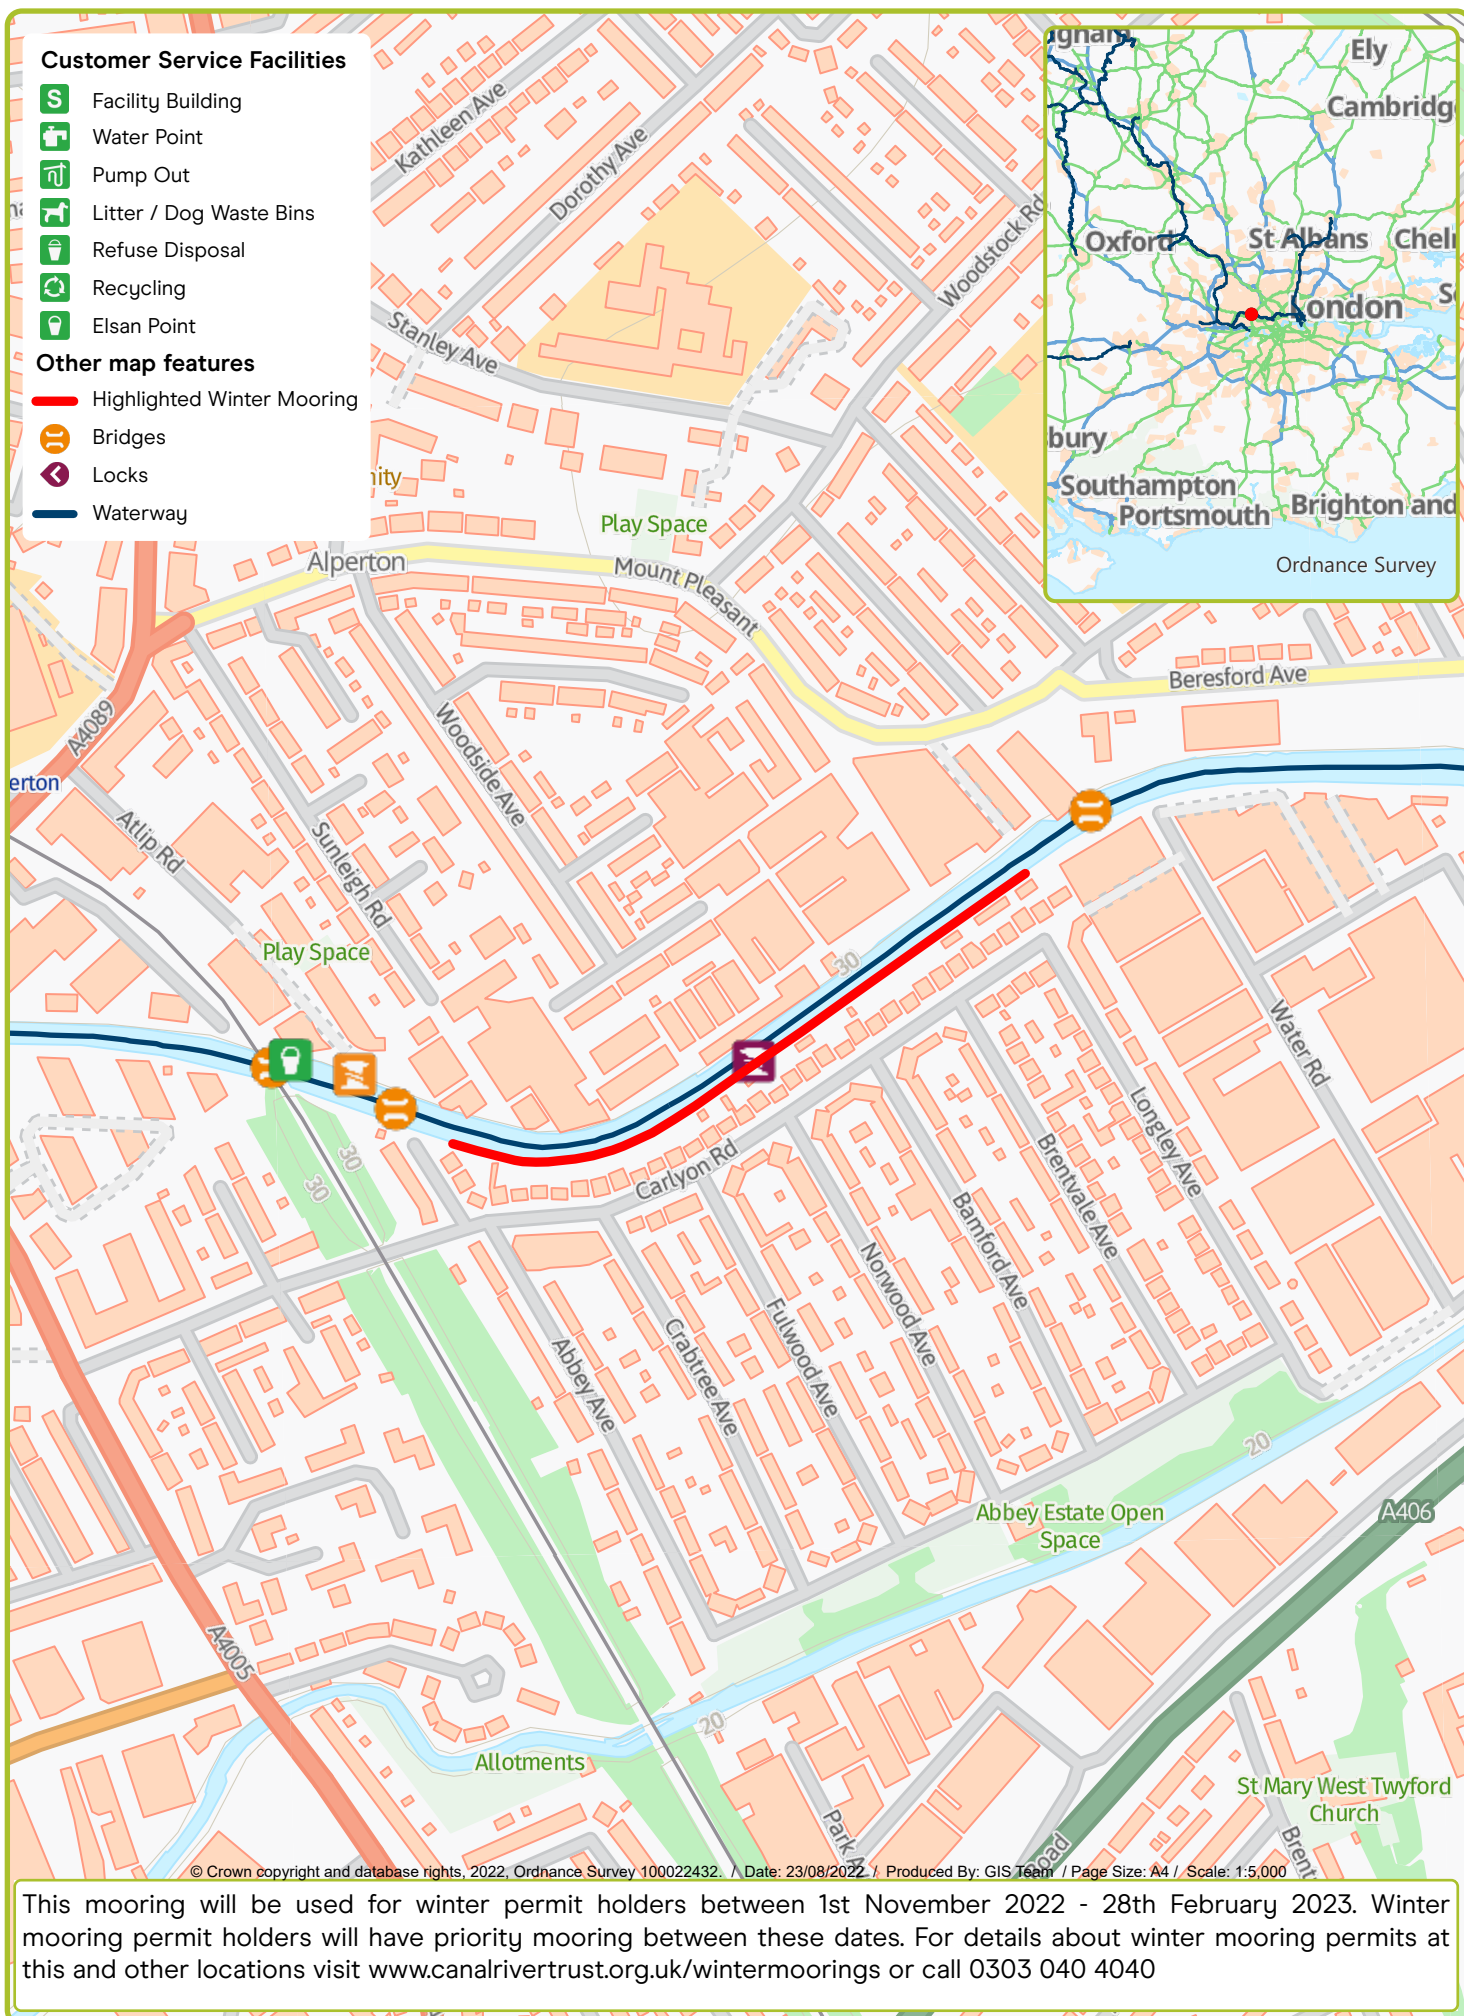 Customer Service Facilities
S Facility Building
Water Point
Pump Out
Litter / Dog Waste Bins
Refuse Disposal
Recycling
Elsan Point
Other map features
Highlighted Winter Mooring
Bridges
Locks
Waterway
Ely
Cambridg
Oxford
St Albans
Chel
London
sbury
Southampton
Portsmouth
Brighton and
Ordnance Survey
Kathleen Ave
Dorothy Ave
Woodstock Rd
Stanley Ave
nity
Play Space
Alperton
Mount Pleasant
Beresford Ave
A4089
erton
Woodside Ave
Atlip Rd
Sunleigh Rd
Play Space
30
Water Rd
Longley Ave
Brentvale Ave
Bamford Ave
Norwood Ave
Carlyon Rd
30
30
Fulwood Ave
Crabtree Ave
Abbey Ave
20
Abbey Estate Open
Space
A406
A4005
20
Allotments
St Mary West Twyford
Church
Park A
Road
Brent
© Crown copyright and database rights, 2022, Ordnance Survey 100022432. / Date: 23/08/2022 / Produced By: GIS Team / Page Size: A4 / Scale: 1:5,000
This mooring will be used for winter permit holders between 1st November 2022 - 28th February 2023. Winter
mooring permit holders will have priority mooring between these dates. For details about winter mooring permits at
this and other locations visit www.canalrivertrust.org.uk/wintermoorings or call 0303 040 4040